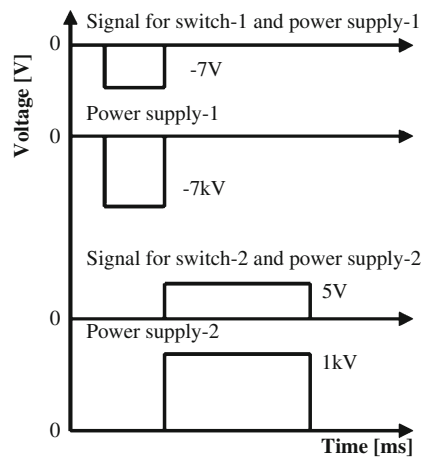 Signal for switch-1 and power supply-1
0
-7V
Voltage [V]
Power supply-1
0
-7kV
Signal for switch-2 and power supply-2
5V
0
Power supply-2
1kV
0
Time [ms]